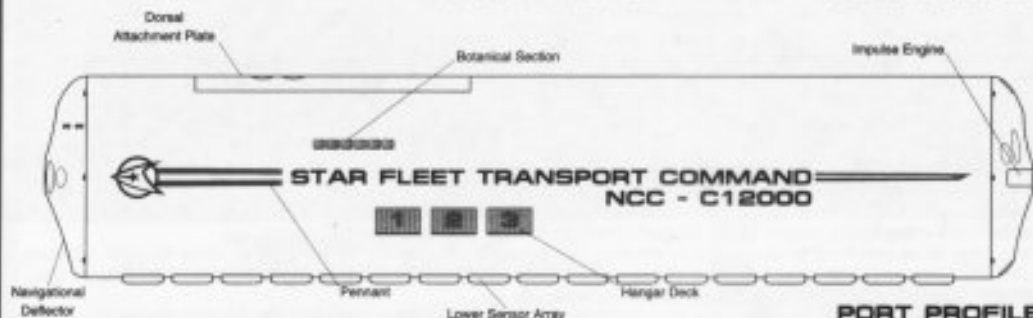 Dorsal
Attachment Plate
Botanical Section
Impulse Engine
STAR FLEET TRANSPORT COMMAND
NCC - C12000
1 2 3
Navigational
Deflector
Pennant
Lower Sensor Array
Hangar Deck
PORT PROFILE